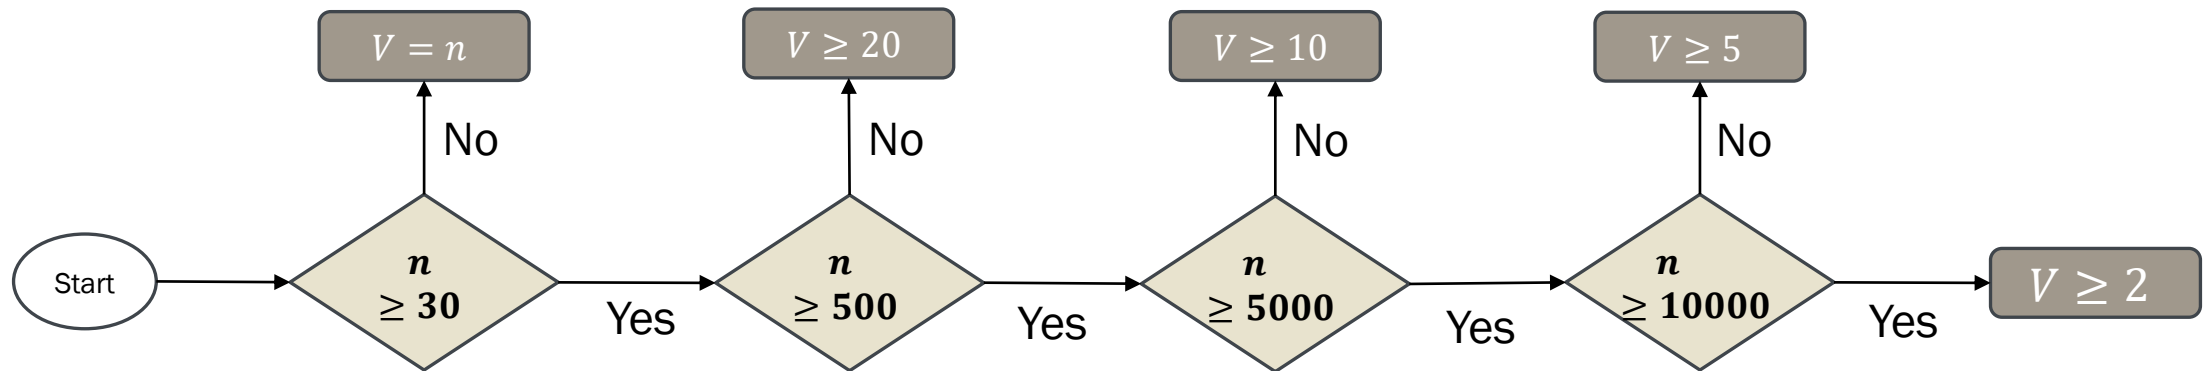 V = n
V ≥ 20
V ≥ 10
V ≥ 5
No
No
No
No
Start
n
≥ 30
Yes
n
≥ 500
Yes
n
≥ 5000
Yes
n
≥ 10000
Yes
V ≥ 2